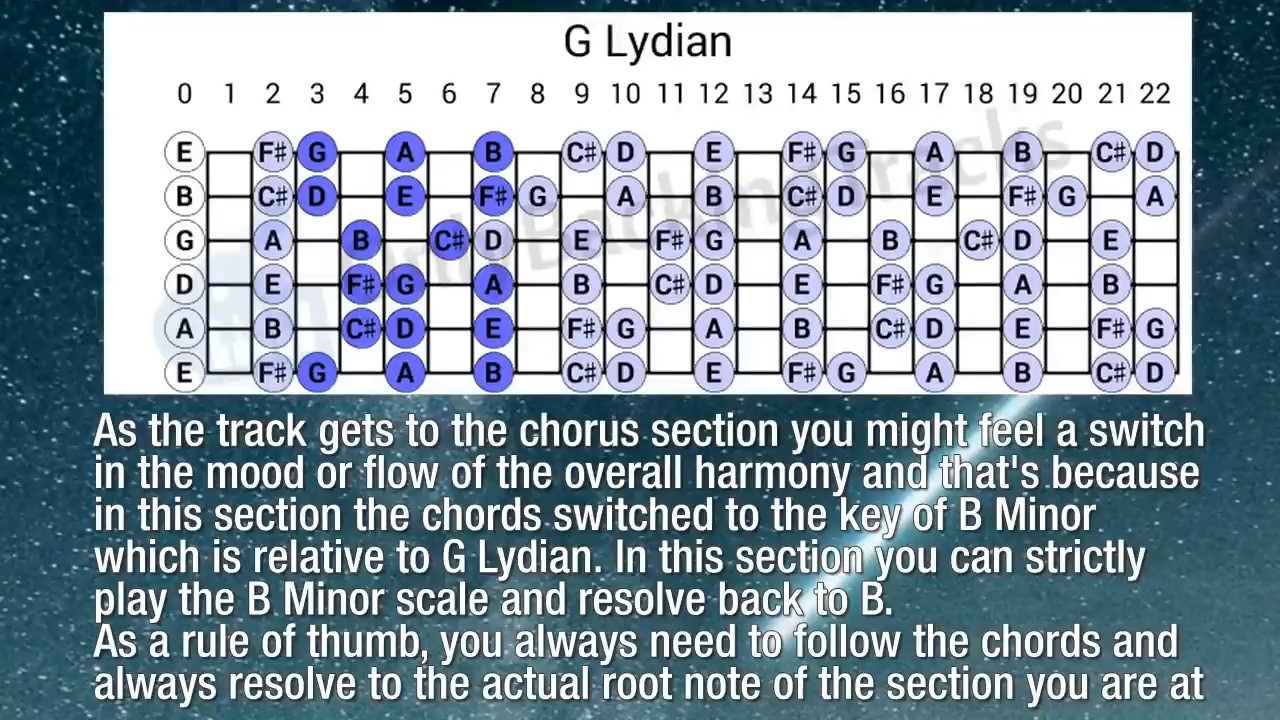 G Lydian
0 1 2 3 4 5 6 7 8 9 10 11 12 13 14 15 16 17 18 19 20 21 22
E F# G A B C# D E F# G A B C# D
B C# D E F# G A B C# D E F# G A
G A B C# D E F# G A B C# D E
D E F# G A B C# D E F# G A B
A B C# D E F# G A B C# D E F# G
E F# G A B C# D E F# G A B C# D
BackingTracks
As the track gets to the chorus section you might feel a switch
in the mood or flow of the overall harmony and that's because
in this section the chords switched to the key of B Minor
which is relative to G Lydian. In this section you can strictly
play the B Minor scale and resolve back to B.
As a rule of thumb, you always need to follow the chords and
always resolve to the actual root note of the section you are at